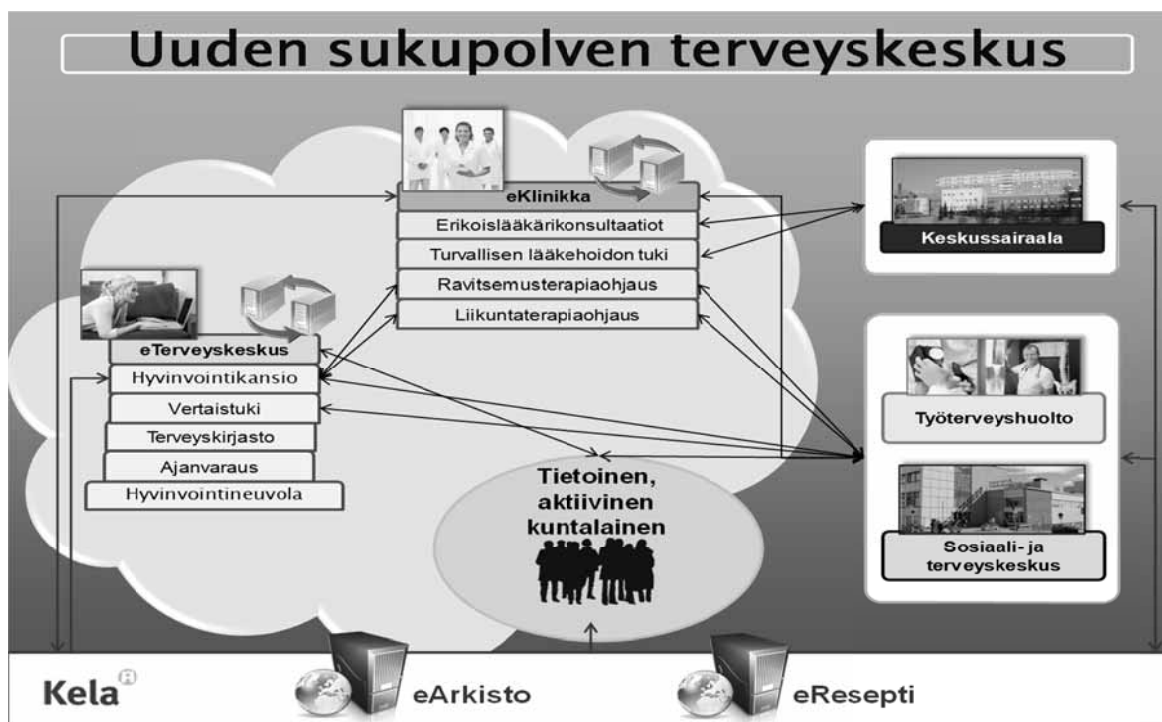 Uuden sukupolven terveyskeskus
eKlinikka
Erikoislääkärikonsultaatiot
Turvallisen lääkehoidon tuki
Ravitsemusterapiaohjaus
Liikuntaterapiaohjaus
eTerveyskeskus
Hyvinvointikansio
Vertaistuki
Terveyskirjasto
Ajanvaraus
Hyvinvointineuvola
Tietoinen,
aktiivinen
kuntalainen
Keskussairaala
Työterveyshuolto
Sosiaali- ja
terveyskeskus
Kela
eArkisto
eResepti